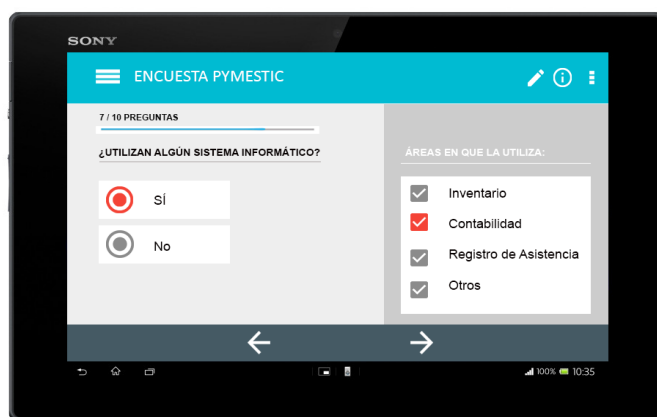 SONY
ENCUESTA PYMESTIC
7 / 10 PREGUNTAS
¿UTILIZAN ALGÚN SISTEMA INFORMÁTICO?
SÍ
No
ÁREAS EN QUE LA UTILIZA:
Inventario
Contabilidad
Registro de Asistencia
Otros
100% 10:35